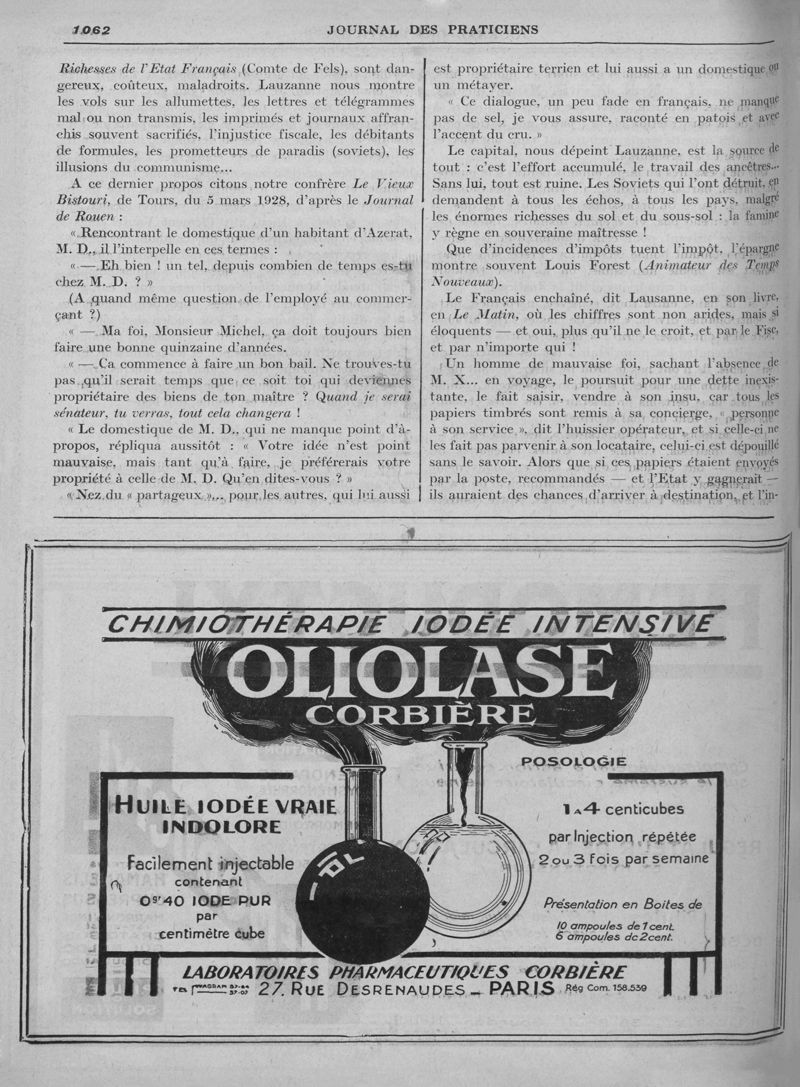 1062
JOURNAL DES PRATICIENS
Richesses de l'Etat Français (Comte de Fels), sont dan-
gereux, coûteux, maladroits. Lauzanne nous montre
les vols sur les allumettes, les lettres et télégrammes
mal ou non transmis, les imprimés et journaux affran-
chis souvent sacrifiés, l'injustice fiscale, les débitants
de formules, les prometteurs de paradis (soviets), les
illusions du communisme...
A ce dernier propos citons notre confrère Le Vieux
Bistouri, de Tours, du 5 mars 1928, d'après le Journal
de Rouen :
« Rencontrant le domestique d'un habitant d'Azerat,
M. D., il l'interpelle en ces termes :
« — Eh bien ! un tel, depuis combien de temps es-tu
chez M. D. ? »
(A quand même question de l'employé au commer-
çant ?)
« — Ma foi, Monsieur Michel, ça doit toujours bien
faire une bonne quinzaine d'années.
« — Ça commence à faire un bon bail. Ne trouves-tu
pas qu'il serait temps que ce soit toi qui deviennes
propriétaire des biens de ton maître ? Quand je serai
sénateur, tu verras, tout cela changera !
« Le domestique de M. D., qui ne manque point d'à-
propos, répliqua aussitôt : « Votre idée n'est point
mauvaise, mais tant qu'à faire, je préférerais votre
propriété à celle de M. D. Qu'en dites-vous ? »
« Nez du « partageux »... pour les autres, qui lui aussi
est propriétaire terrien et lui aussi a un domestique ou
un métayer.
« Ce dialogue, un peu fade en français, ne manque
pas de sel, je vous assure, raconté en patois et avec
l'accent du cru. »
Le capital, nous dépeint Lauzanne, est la source de
tout : c'est l'effort accumulé, le travail des ancêtres...
Sans lui, tout est ruine. Les Soviets qui l'ont détruit, en
demandent à tous les échos, à tous les pays, malgré
les énormes richesses du sol et du sous-sol : la famine
y règne en souveraine maîtresse !
Que d'incidences d'impôts tuent l'impôt, l'épargne
montre souvent Louis Forest (Animateur des Temps
Nouveaux).
Le Français enchaîné, dit Lausanne, en son livre,
en Le Matin, où les chiffres sont non arides, mais si
éloquents — et oui, plus qu'il ne le croit, et par le Fisc,
et par n'importe qui !
Un homme de mauvaise foi, sachant l'absence de
M. X... en voyage, le poursuit pour une dette inexis-
tante, le fait saisir, vendre à son insu, car tous les
papiers timbrés sont remis à sa concierge, « personne
à son service », dit l'huissier opérateur, et si celle-ci ne
les fait pas parvenir à son locataire, celui-ci est dépouillé
sans le savoir. Alors que si ces papiers étaient envoyés
par la poste, recommandés — et l'Etat y gagnerait —
ils auraient des chances d'arriver à destination, et l'in-
CHIMIOTHÉRAPIE IODÉE INTENSIVE
OLIOLASE
CORBIÈRE
HUILE IODÉE VRAIE
INDOLORE
Facilement injectable
contenant
0gr40 IODE PUR
par
centimètre cube
POSOLOGIE
1 A 4 centicubes
par Injection répétée
2 ou 3 fois par semaine
Présentation en Boites de
10 ampoules de 1 cent.
6 ampoules de 2 cent.
LABORATOIRES PHARMACEUTIQUES CORBIÈRE
27, RUE DESRENAUDES — PARIS Rég Com. 158.539